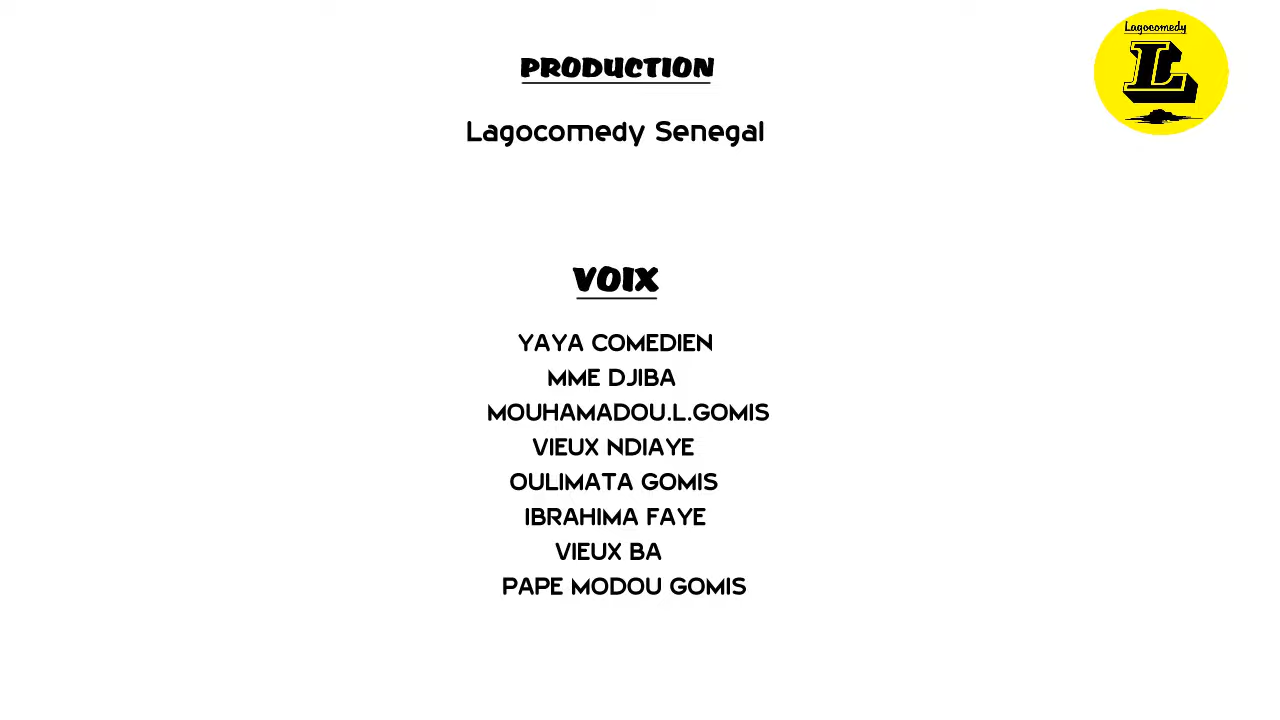 Lagocomedy
L
PRODUCTION
Lagocomedy Senegal
VOIX
YAYA COMEDIEN
MME DJIBA
MOUHAMADOU.L.GOMIS
VIEUX NDIAYE
OULIMATA GOMIS
IBRAHIMA FAYE
VIEUX BA
PAPE MODOU GOMIS